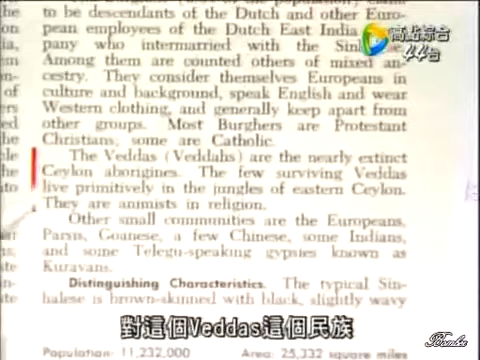 to be descendants of the Dutch and other Euro-
pean employees of the Dutch East India
pany who intermarried with the
Among them are counted others of mixed an-
cestry. They consider themselves Europeans in
culture and background, speak English and wear
Western clothing, and generally keep apart from
other groups. Most Burghers are Protestant
Christians; some are Catholic.
The Veddas (Veddahs) are the nearly extinct
Ceylon aborigines. The few surviving Veddas
live primitively in the jungles of eastern Ceylon.
They are animists in religion.
Other small communities are the Europeans,
Parsis, Goanese, a few Chinese, some Indians,
and some Telegu-speaking gypsies known as
Kuravans.
Distinguishing Characteristics. The typical Sin-
halese is brown-skinned with black, slightly wavy
Population: 11,232,000 Area: 25,332 square miles
高點綜合
44台
對這個Veddas這個民族